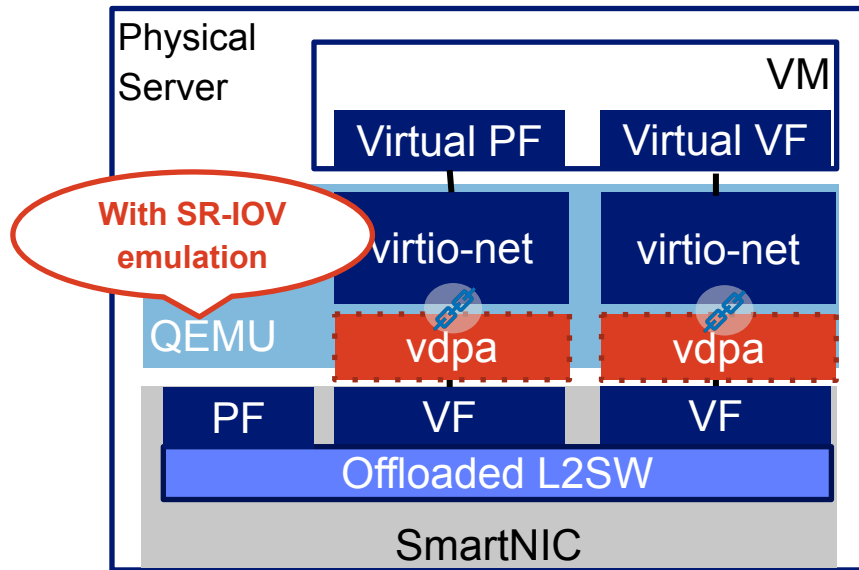 Physical
Server
VM
Virtual PF
Virtual VF
With SR-IOV
emulation
virtio-net
virtio-net
QEMU
vdpa
vdpa
PF
VF
VF
Offloaded L2SW
SmartNIC